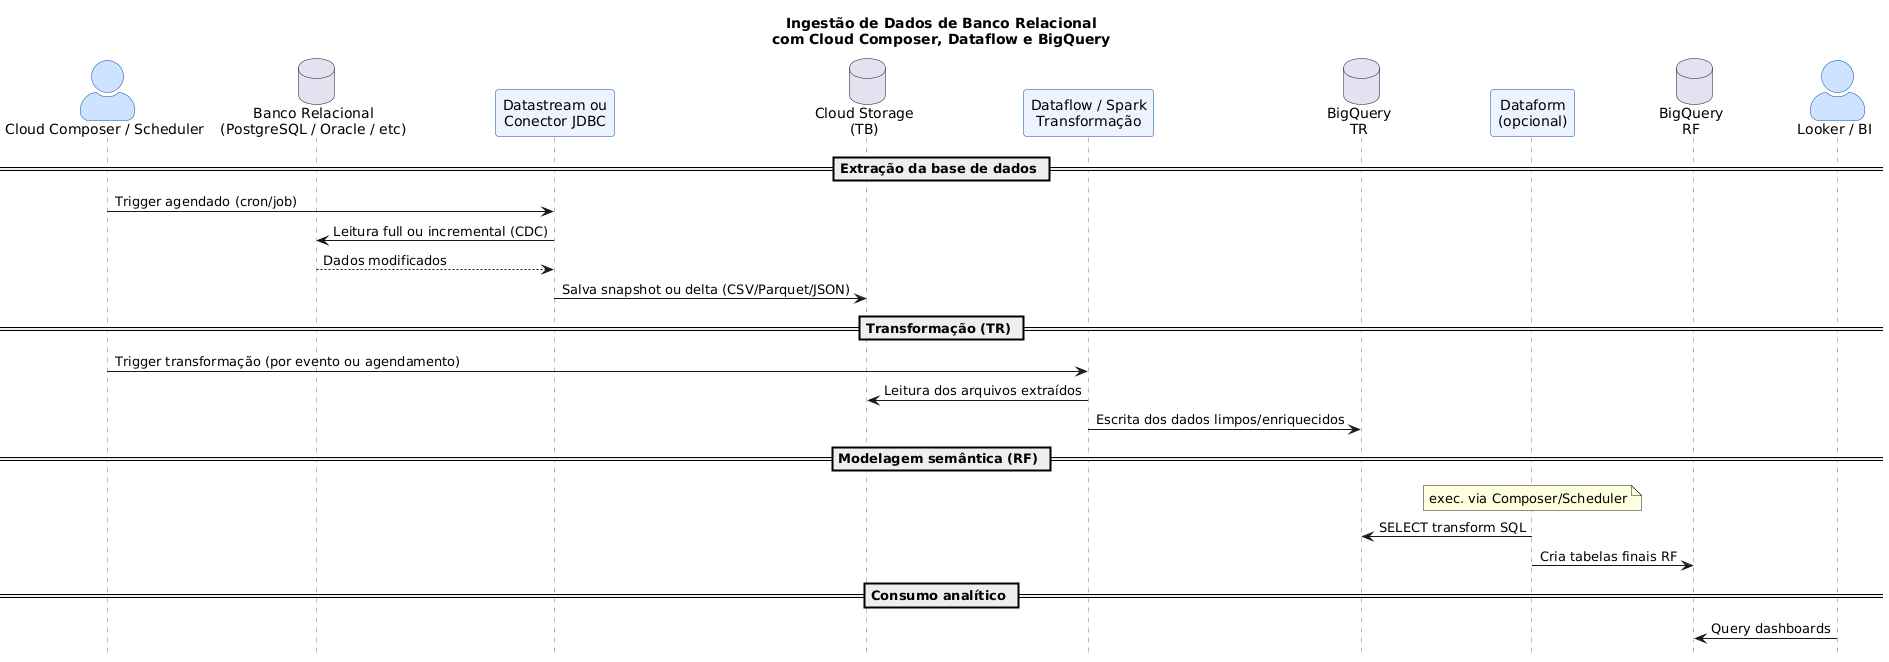 Ingestão de Dados de Banco Relacional
com Cloud Composer, Dataflow e BigQuery
Cloud Composer / Scheduler
Banco Relacional
(PostgreSQL / Oracle / etc)
Datastream ou
Conector JDBC
Cloud Storage
(TB)
Dataflow / Spark
Transformação
BigQuery
TR
Dataform
(opcional)
BigQuery
RF
Looker / BI
Extração da base de dados
Trigger agendado (cron/job)
Leitura full ou incremental (CDC)
Dados modificados
Salva snapshot ou delta (CSV/Parquet/JSON)
Transformação (TR)
Trigger transformação (por evento ou agendamento)
Leitura dos arquivos extraídos
Escrita dos dados limpos/enriquecidos
Modelagem semântica (RF)
exec. via Composer/Scheduler
SELECT transform SQL
Cria tabelas finais RF
Consumo analítico
Query dashboards